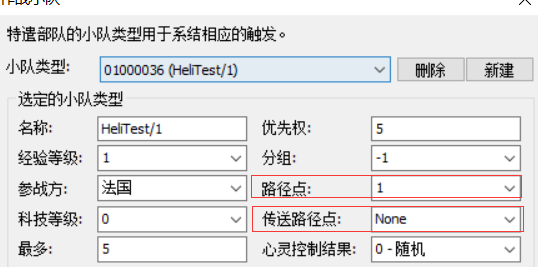 特遣部队的小队类型用于系结相应的触发。
小队类型: 01000036 (HeliTest/1) 删除 新建
选定的小队类型
名称: HeliTest/1 优先权: 5
经验等级: 1 分组: -1
参战方: 法国 路径点: 1
科技等级: 0 传送路径点: None
最多: 5 心灵控制结果: 0 - 随机